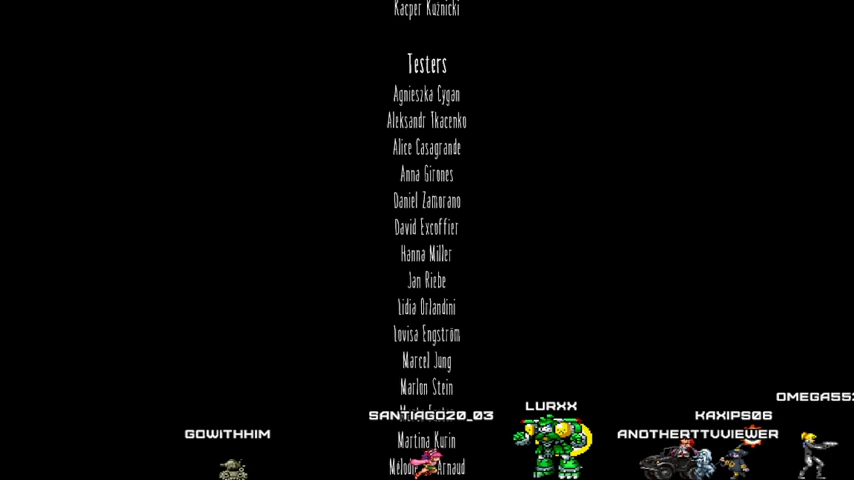 Kacper Kuźnicki
Testers
Agnieszka Cygan
Aleksandr Tkacenko
Alice Casagrande
Anna Girones
Daniel Zamorano
David Excoffier
Hanna Miller
Jan Riebe
Lidia Orlandini
Lovisa Engström
Marcel Jung
Marlon Stein
Martina Kurin
Arnaud
OMEGA55
LURXX
SANTIAGO20_03
KAXIPS06
GOWITHHIM
ANOTHERTTVVIEWER